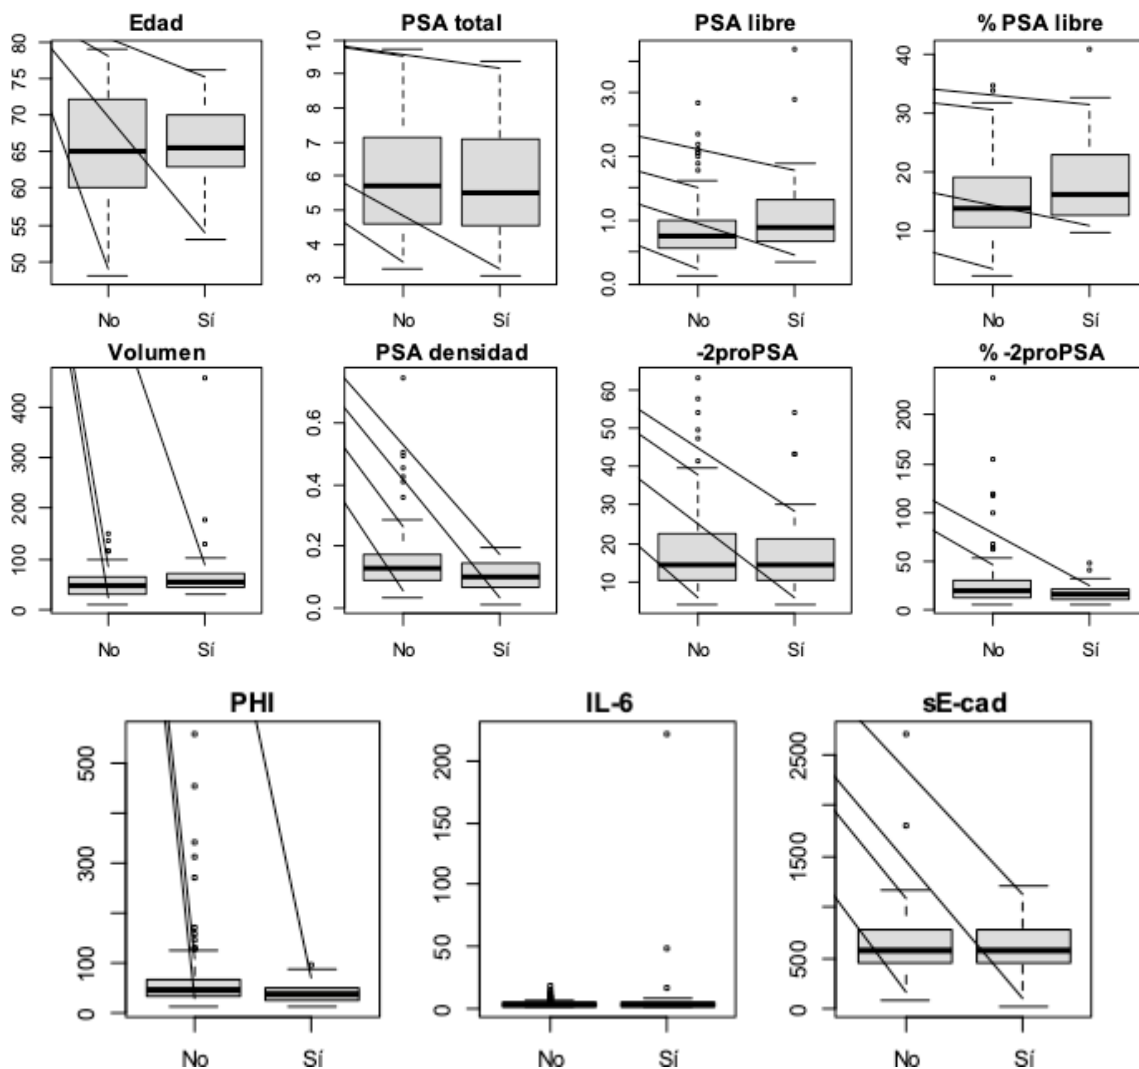 Edad
80
75
70
65
60
55
50
No
Sí
PSA total
10
9
8
7
6
5
4
3
No
Sí
PSA libre
3.0
2.0
1.0
0.0
No
Sí
% PSA libre
40
30
20
10
No
Sí
Volumen
400
300
200
100
0
No
Sí
PSA densidad
0.6
0.4
0.2
0.0
No
Sí
-2proPSA
60
50
40
30
20
10
No
Sí
% -2proPSA
200
150
100
50
0
No
Sí
PHI
500
300
100
0
No
Sí
IL-6
200
150
100
50
0
No
Sí
sE-cad
2500
1500
500
0
No
Sí